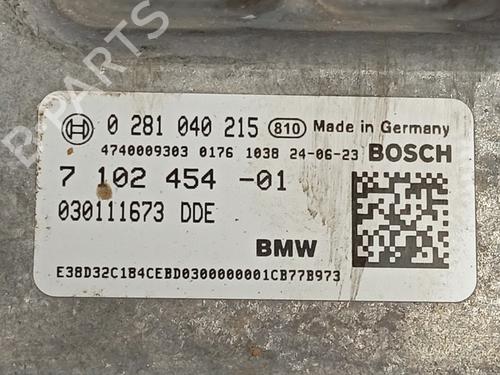 0 281 040 215 810 Made in Germany
4740009303 0176 1038 24-06-23 BOSCH
7 102 454 -01
030111673 DDE
BMW
E38D32C184CEBD0300000001CB77B973
B-PARTS